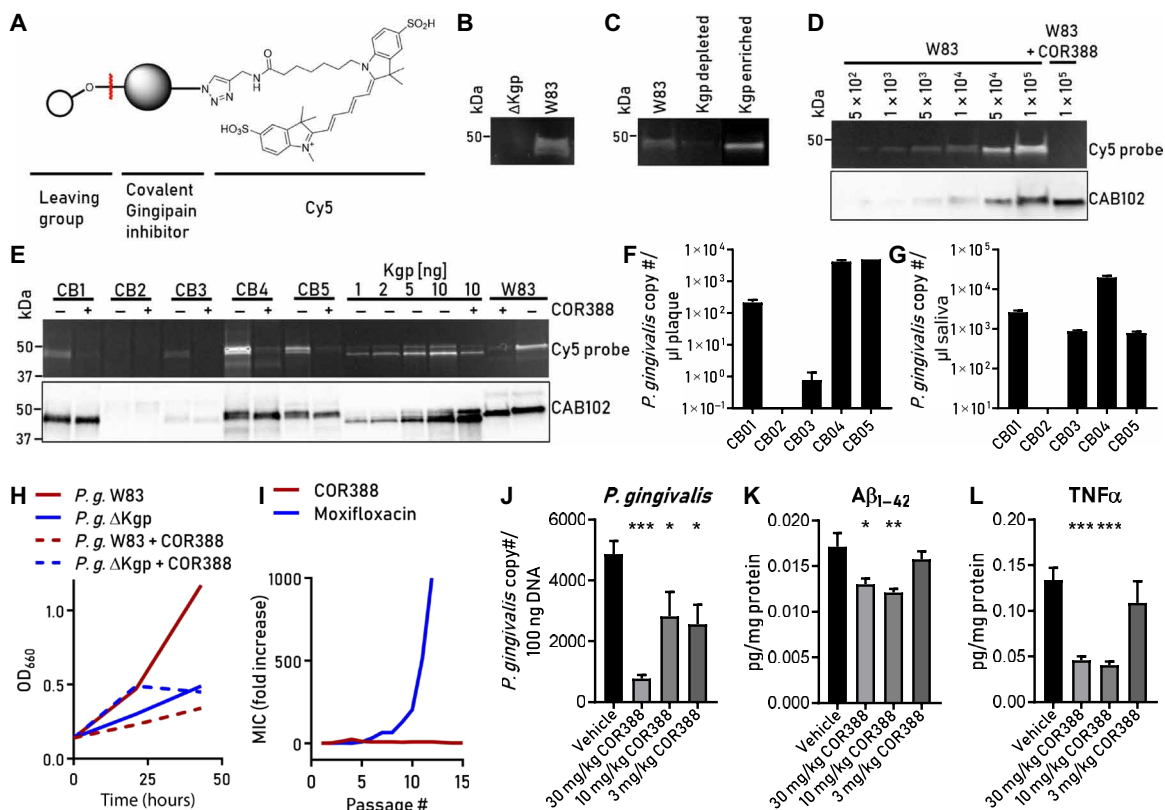 A
SO₂H
O
N
H
N
N=N
O
HO₃S
N⁺
Leaving
group
Covalent
Gingipain
inhibitor
Cy5
B
kDa
ΔKgp
W83
50
C
kDa
W83
Kgp depleted
Kgp enriched
50
D
W83
W83
+ COR388
kDa
5 × 10²
1 × 10³
5 × 10³
1 × 10⁴
5 × 10⁴
1 × 10⁵
1 × 10⁵
50
Cy5 probe
CAB102
E
kDa
CB1 CB2 CB3 CB4 CB5 Kgp [ng] W83
1 2 5 10 10
− + − + − + − + − + − − − − + + − COR388
50
37
Cy5 probe
50
37
CAB102
F
P. gingivalis copy #/
µl plaque
1×10⁴
1×10³
1×10²
1×10¹
1×10⁰
1×10⁻¹
CB01 CB02 CB03 CB04 CB05
G
P. gingivalis copy #/
µl saliva
1×10⁵
1×10⁴
1×10³
1×10²
1×10¹
CB01 CB02 CB03 CB04 CB05
H
P. g. W83
P. g. ΔKgp
P. g. W83 + COR388
P. g. ΔKgp + COR388
OD₆₆₀
1.0
0.5
0.0
0 25 50
Time (hours)
I
COR388
Moxifloxacin
MIC (fold increase)
1000
500
0
0 5 10 15
Passage #
J
P. gingivalis
P. gingivalis copy#/
100 ng DNA
6000
4000
2000
0
*** * *
Vehicle
30 mg/kg COR388
10 mg/kg COR388
3 mg/kg COR388
K
Aβ₁₋₄₂
pg/mg protein
0.020
0.015
0.010
0.005
0.000
* **
Vehicle
30 mg/kg COR388
10 mg/kg COR388
3 mg/kg COR388
L
TNFα
pg/mg protein
0.20
0.15
0.10
0.05
0.00
*** ***
Vehicle
30 mg/kg COR388
10 mg/kg COR388
3 mg/kg COR388